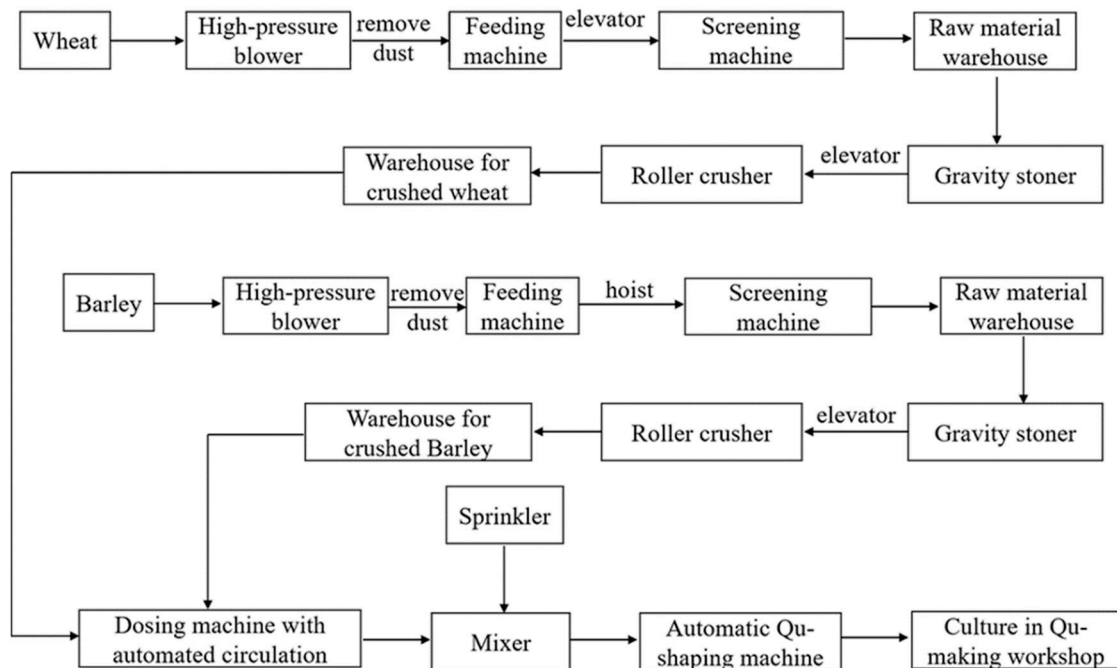 Wheat
High-pressure
blower
remove
dust
Feeding
machine
elevator
Screening
machine
Raw material
warehouse
Warehouse for
crushed wheat
Roller crusher
elevator
Gravity stoner
Barley
High-pressure
blower
remove
dust
Feeding
machine
hoist
Screening
machine
Raw material
warehouse
Warehouse for
crushed Barley
Roller crusher
elevator
Gravity stoner
Sprinkler
Dosing machine with
automated circulation
Mixer
Automatic Qu-
shaping machine
Culture in Qu-
making workshop